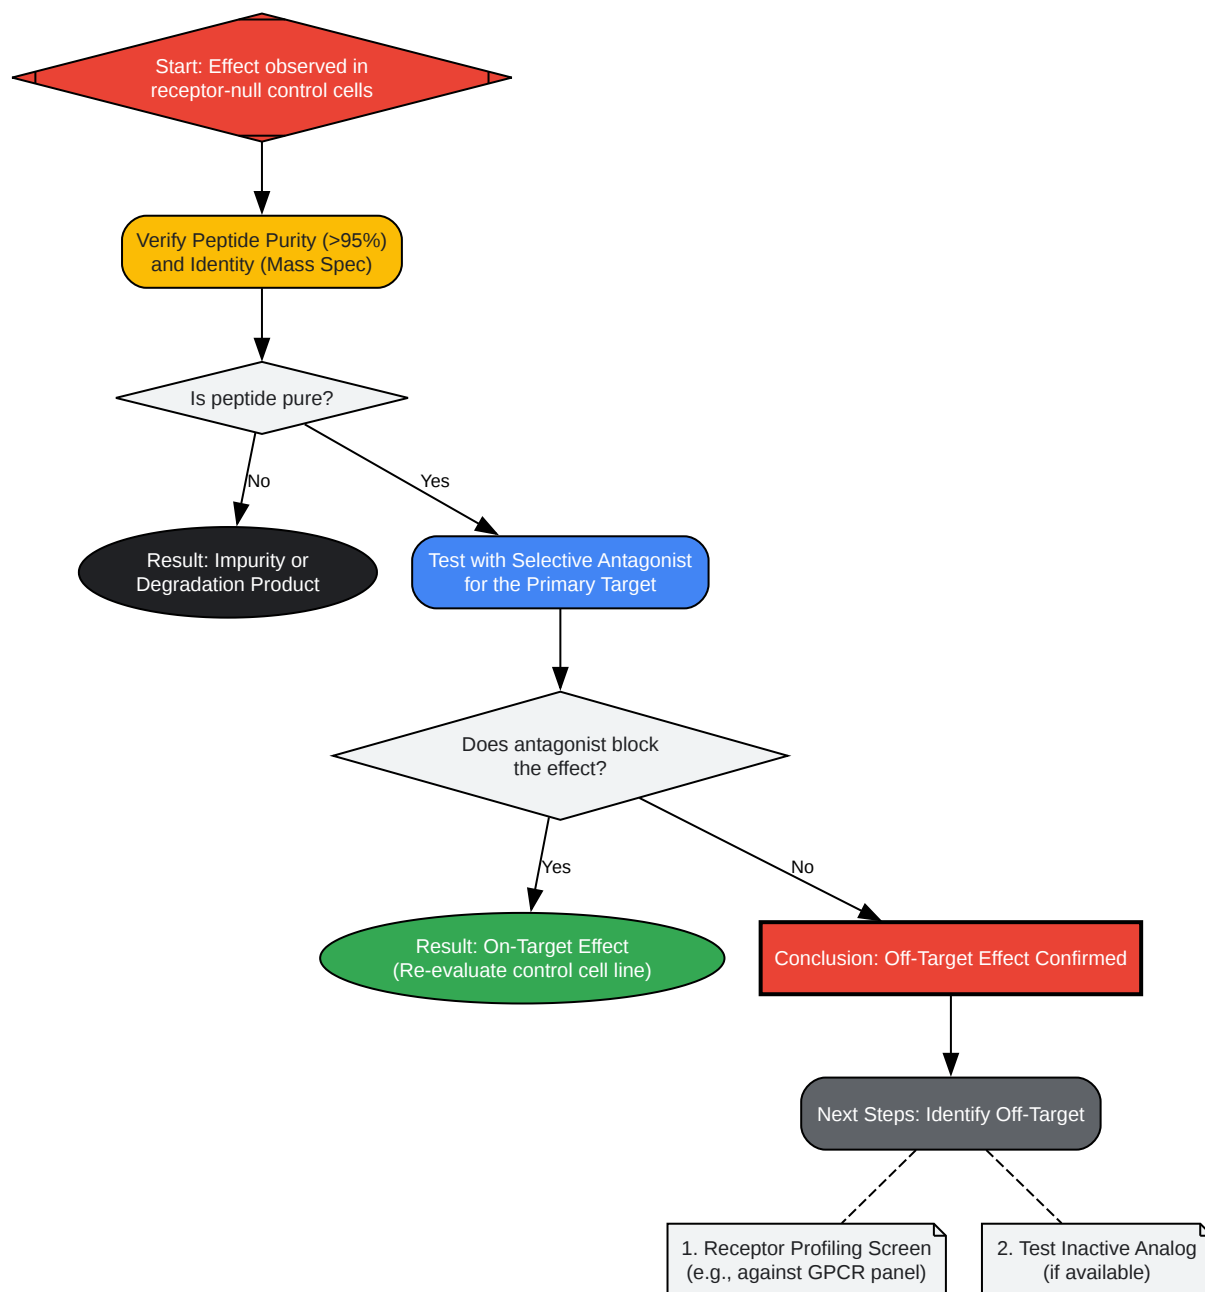 Start: Effect observed in
receptor-null control cells
Verify Peptide Purity (>95%)
and Identity (Mass Spec)
Is peptide pure?
No
Yes
Result: Impurity or
Degradation Product
Test with Selective Antagonist
for the Primary Target
Does antagonist block
the effect?
Yes
No
Result: On-Target Effect
(Re-evaluate control cell line)
Conclusion: Off-Target Effect Confirmed
Next Steps: Identify Off-Target
1. Receptor Profiling Screen
(e.g., against GPCR panel)
2. Test Inactive Analog
(if available)